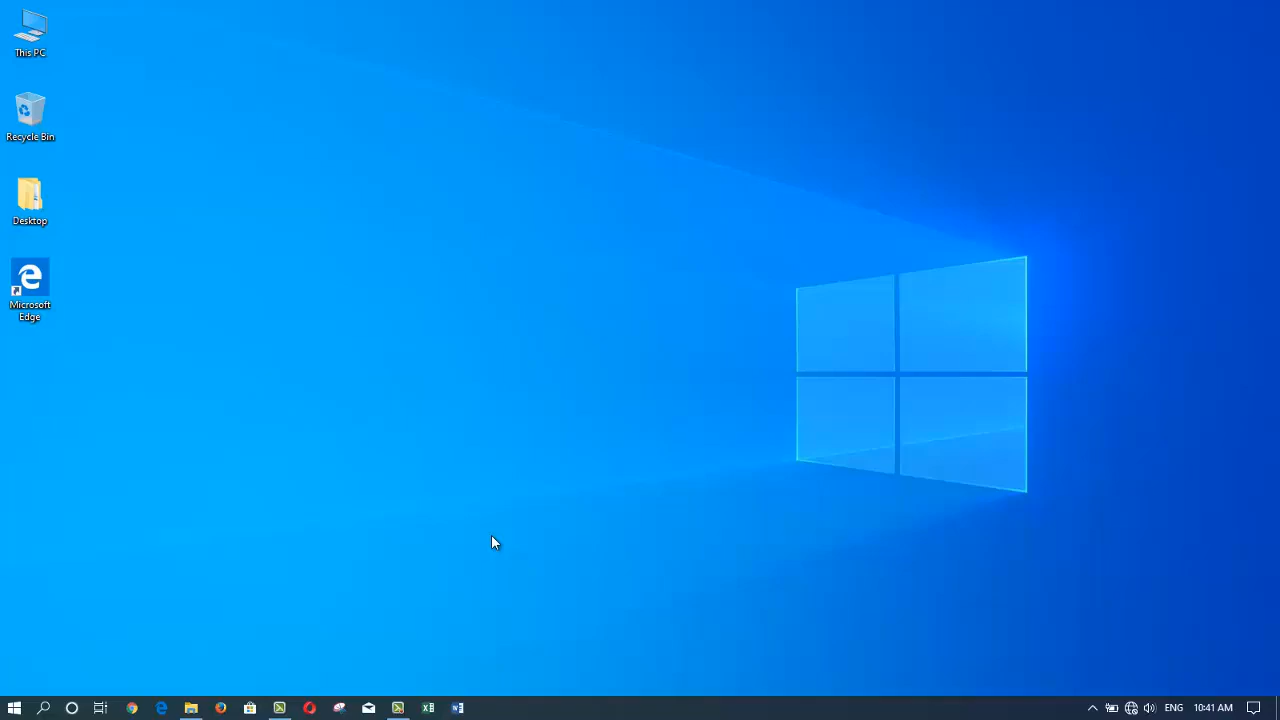 This PC
Recycle Bin
Desktop
Microsoft
Edge
ENG
10:41 AM